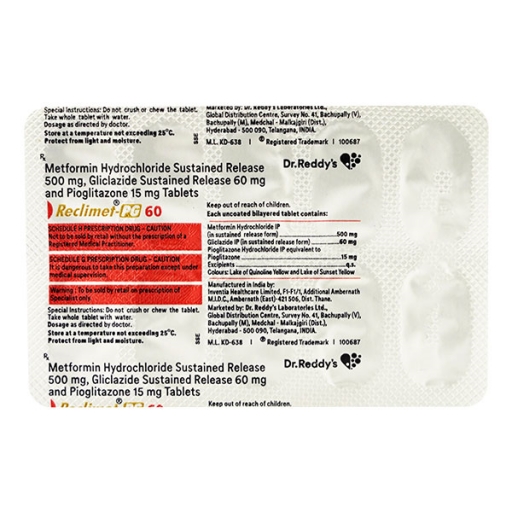 Special instructions: Do not crush or chew the tablet.
Take whole tablet with water.
Dosage as directed by doctor.
Store at a temperature not exceeding 25°C.
Protect from light and moisture.
SSE
Marketed by: Dr. Reddy's Laboratories Ltd.,
Global Distribution Centre, Survey No. 41, Bachupally (V),
Bachupally (M), Medchal - Malkajgiri (Dist.),
Hyderabad - 500 090, Telangana, INDIA.
M.L. KD-638 | ® Registered Trademark | 100687
Rx
Metformin Hydrochloride Sustained Release
500 mg, Gliclazide Sustained Release 60 mg
and Pioglitazone 15 mg Tablets
Dr.Reddy's
Reclimet®-PG 60
SCHEDULE H PRESCRIPTION DRUG - CAUTION
Not to be sold by retail without the prescription of a
Registered Medical Practitioner.
SCHEDULE G PRESCRIPTION DRUG - CAUTION
It is dangerous to take this preparation except under
medical supervision.
Warning : To be sold by retail on prescription of
Specialist only
Special Instructions: Do not crush or chew the tablet.
Take whole tablet with water.
Dosage as directed by doctor.
Store at a temperature not exceeding 25°C.
Protect from light and moisture.
SSE
Keep out of reach of children.
Each uncoated bilayered tablet contains:
Metformin Hydrochloride IP
(in sustained release form) 500 mg
Gliclazide IP (in sustained release form) 60 mg
Pioglitazone Hydrochloride IP equivalent to
Pioglitazone 15 mg
Excipients q.s.
Colours: Lake of Quinoline Yellow and Lake of Sunset Yellow
Manufactured in India by:
Inventia Healthcare Limited, F1-F1/1, Additional Ambernath
M.I.D.C., Ambernath (East)-421 506, Dist. Thane.
Marketed by: Dr. Reddy's Laboratories Ltd.,
Global Distribution Centre, Survey No. 41, Bachupally (V),
Bachupally (M), Medchal - Malkajgiri (Dist.),
Hyderabad - 500 090, Telangana, INDIA.
M.L. KD-638 | ® Registered Trademark | 100687
Rx
Metformin Hydrochloride Sustained Release
500 mg, Gliclazide Sustained Release 60 mg
and Pioglitazone 15 mg Tablets
Dr.Reddy's
Reclimet®-PG 60
Keep out of reach of children.